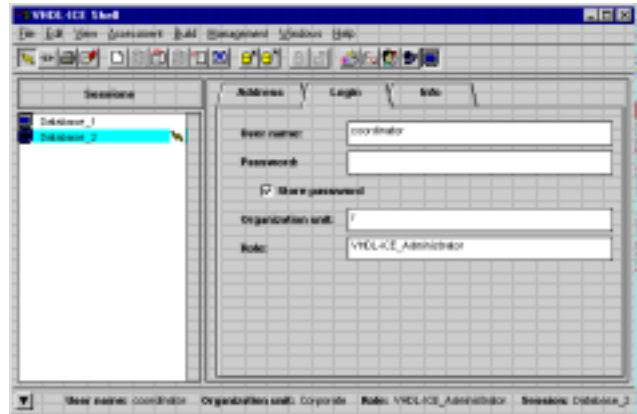 VHDL-ICE Shell
File Edit View Assessment Build Management Windows Help
Sessions
Address Login Info
Database_1
Database_2
User name: coordinator
Password:
Store password
Organization unit: /
Role: VHDL-ICE_Administrator
User name: coordinator Organization unit: Corporate Role: VHDL-ICE_Administrator Session: Database_2